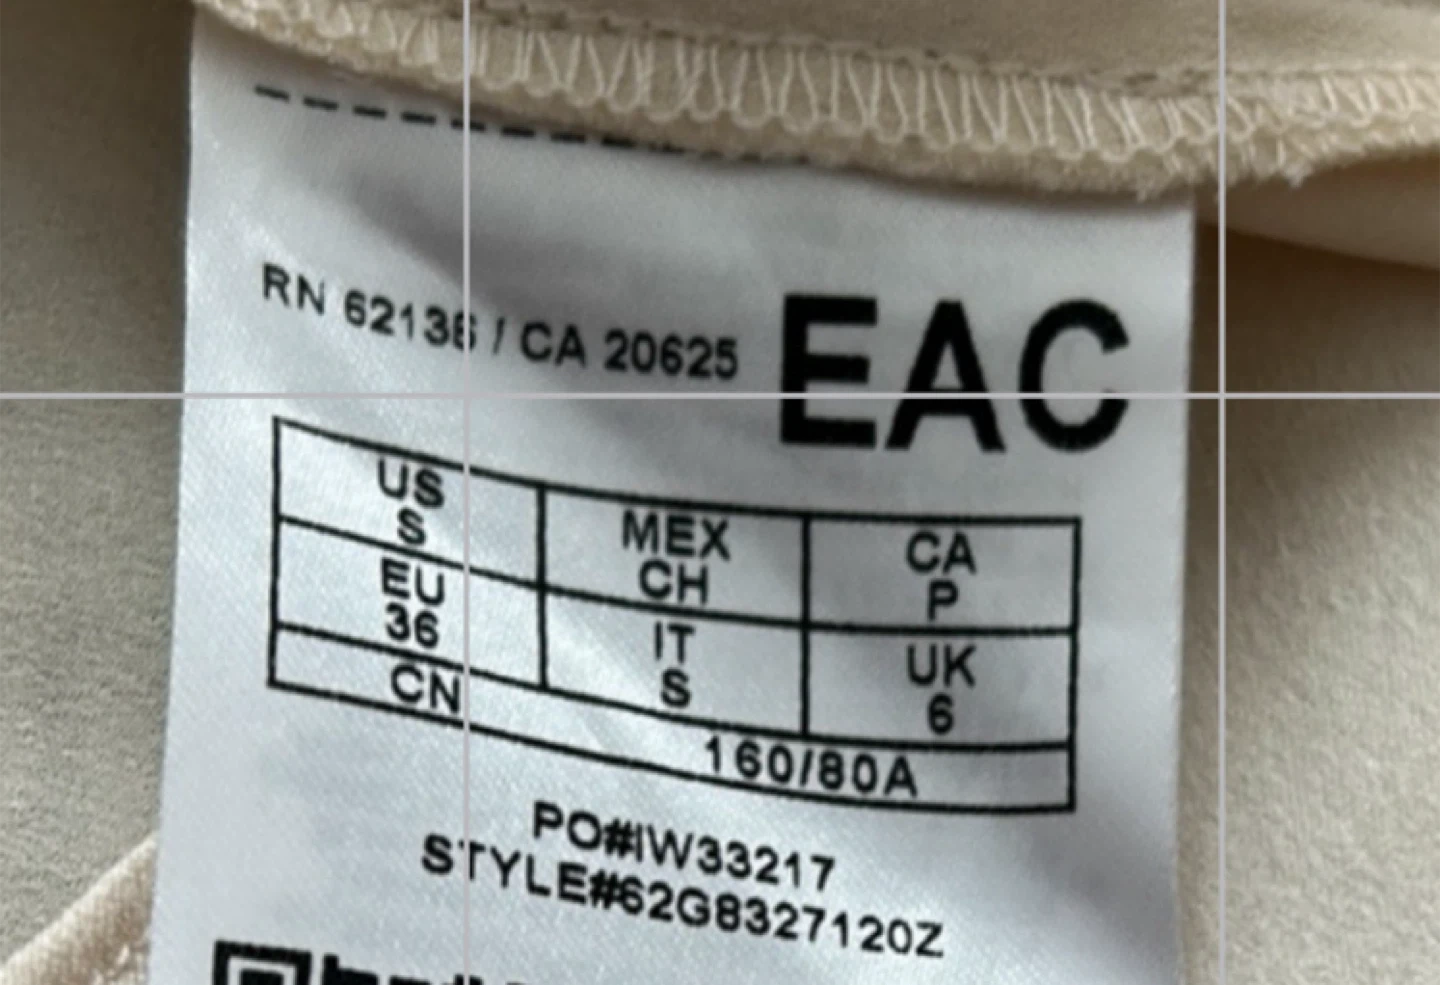 RN 62136 / CA 20625
EAC
US MEX CA
S CH P
EU IT UK
36 S 6
CN 160/80A
PO#IW33217
STYLE#62G8327120Z